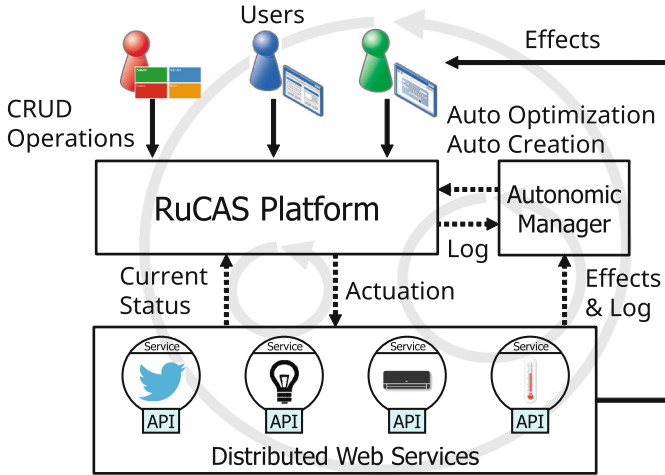 Users
Effects
CRUD
Operations
Auto Optimization
Auto Creation
RuCAS Platform
Autonomic
Manager
Log
Current
Status
Actuation
Effects
& Log
Service
Service
Service
Service
API
API
API
API
Distributed Web Services